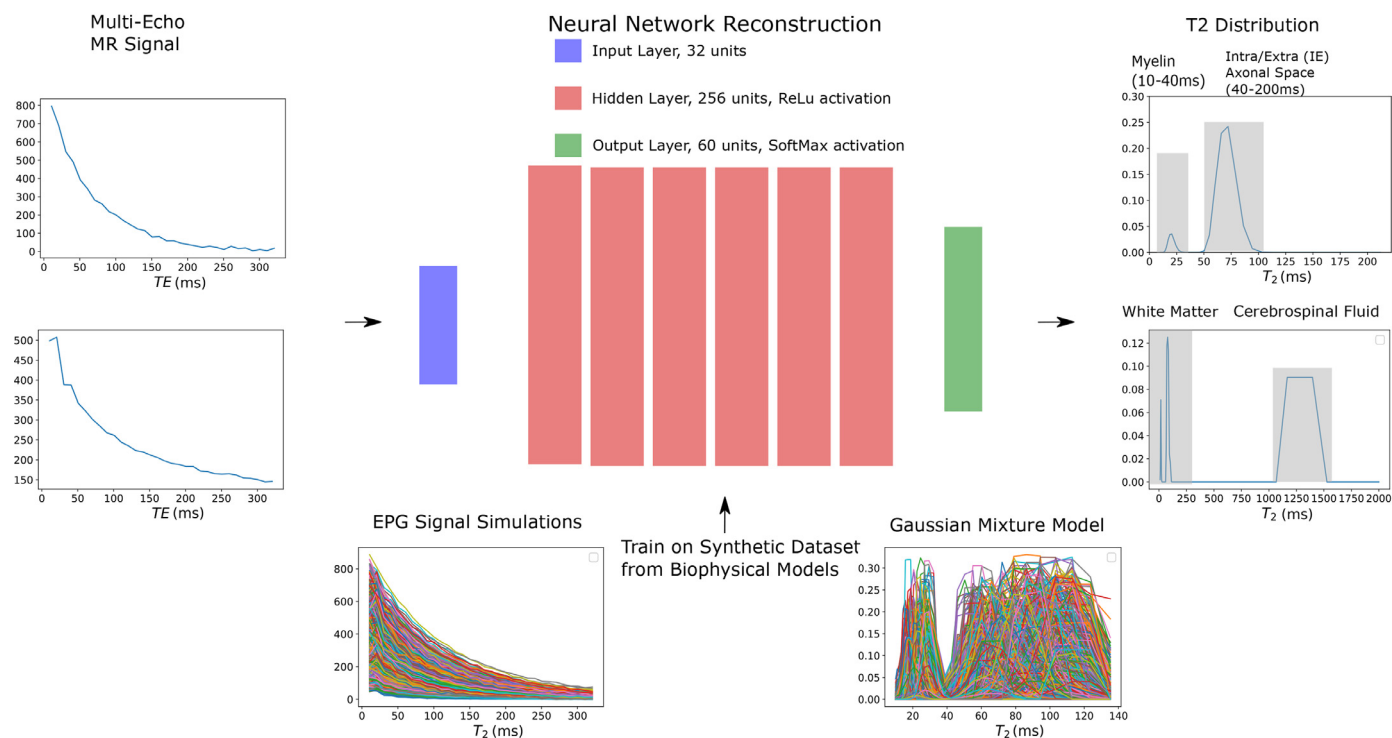 Multi-Echo
MR Signal
800
700
600
500
400
300
200
100
0
0 50 100 150 200 250 300
TE (ms)
500
450
400
350
300
250
200
150
0 50 100 150 200 250 300
TE (ms)
Neural Network Reconstruction
Input Layer, 32 units
Hidden Layer, 256 units, ReLu activation
Output Layer, 60 units, SoftMax activation
Train on Synthetic Dataset
from Biophysical Models
EPG Signal Simulations
800
600
400
200
0
50 100 150 200 250 300
T2 (ms)
Gaussian Mixture Model
0.30
0.25
0.20
0.15
0.10
0.05
0.00
20 40 60 80 100 120 140
T2 (ms)
T2 Distribution
Myelin
(10-40ms)
Intra/Extra (IE)
Axonal Space
(40-200ms)
0.30
0.25
0.20
0.15
0.10
0.05
0.00
0 25 50 75 100 125 150 175 200
T2 (ms)
White Matter Cerebrospinal Fluid
0.12
0.10
0.08
0.06
0.04
0.02
0.00
0 250 500 750 1000 1250 1500 1750 2000
T2 (ms)